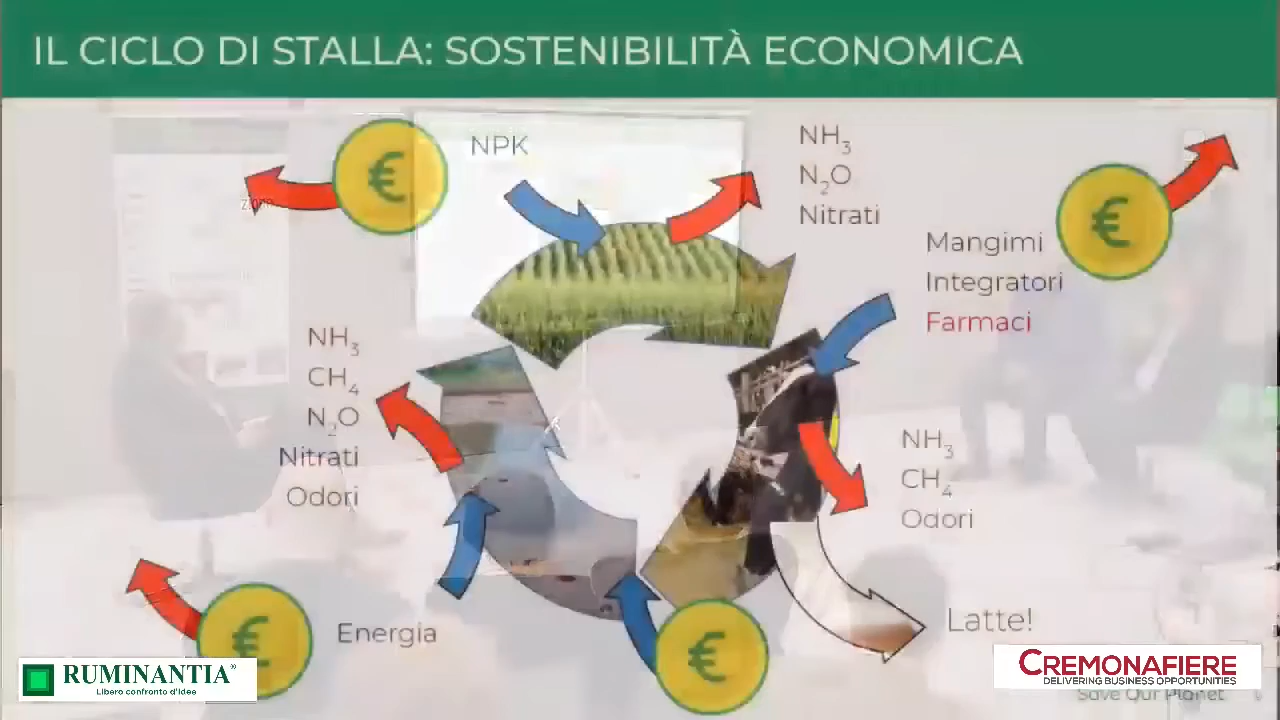 IL CICLO DI STALLA: SOSTENIBILITÀ ECONOMICA
€
NPK
NH₃
N₂O
Nitrati
€
Mangimi
Integratori
Farmaci
NH₃
CH₄
N₂O
Nitrati
Odori
NH₃
CH₄
Odori
€
Energia
€
Latte!
RUMINANTIA®
Libero confronto d'idee
CREMONAFIERE
DELIVERING BUSINESS OPPORTUNITIES
Save Our Planet